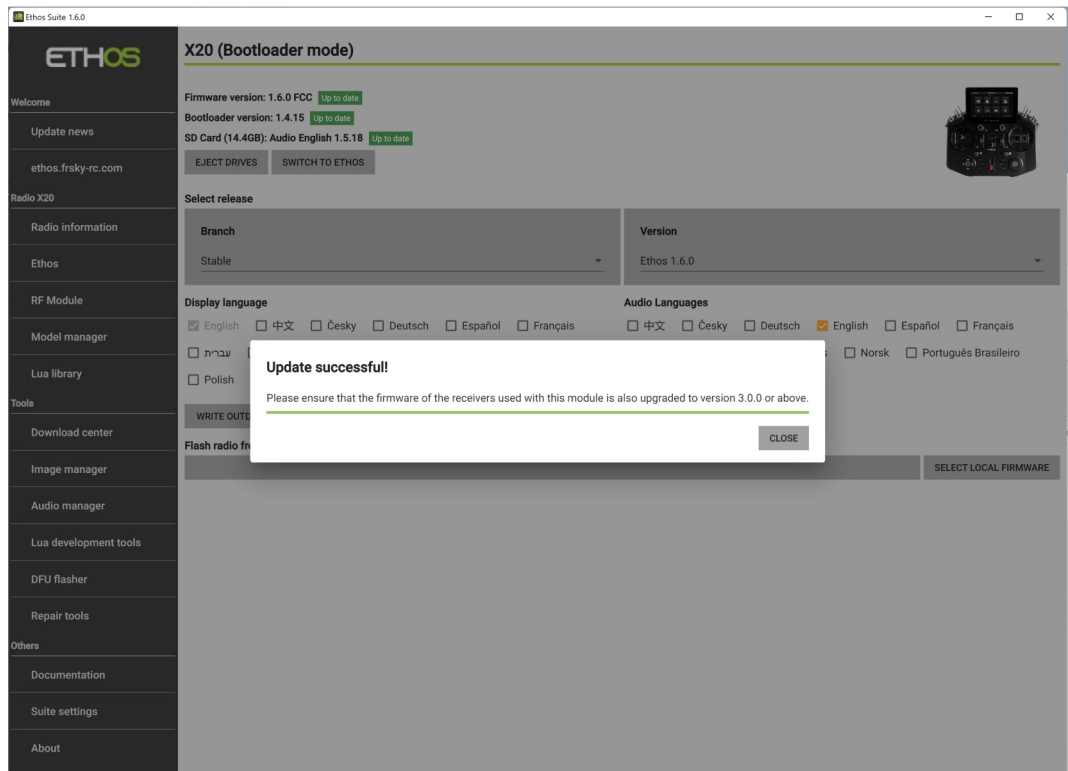 Ethos Suite 1.6.0
ETHOS
Welcome
Update news
ethos.frsky-rc.com
Radio X20
Radio information
Ethos
RF Module
Model manager
Lua library
Tools
Download center
Image manager
Audio manager
Lua development tools
DFU flasher
Repair tools
Others
Documentation
Suite settings
About
X20 (Bootloader mode)
Firmware version: 1.6.0 FCC Up to date
Bootloader version: 1.4.15 Up to date
SD Card (14.4GB): Audio English 1.5.18 Up to date
EJECT DRIVES SWITCH TO ETHOS
Select release
Branch
Stable
Version
Ethos 1.6.0
Display language
English 中文 Česky Deutsch Español Français
עברית
Polish
Audio Languages
中文 Česky Deutsch English Español Français
Norsk Português Brasileiro
WRITE OUTD
Flash radio fr
SELECT LOCAL FIRMWARE
Update successful!
Please ensure that the firmware of the receivers used with this module is also upgraded to version 3.0.0 or above.
CLOSE